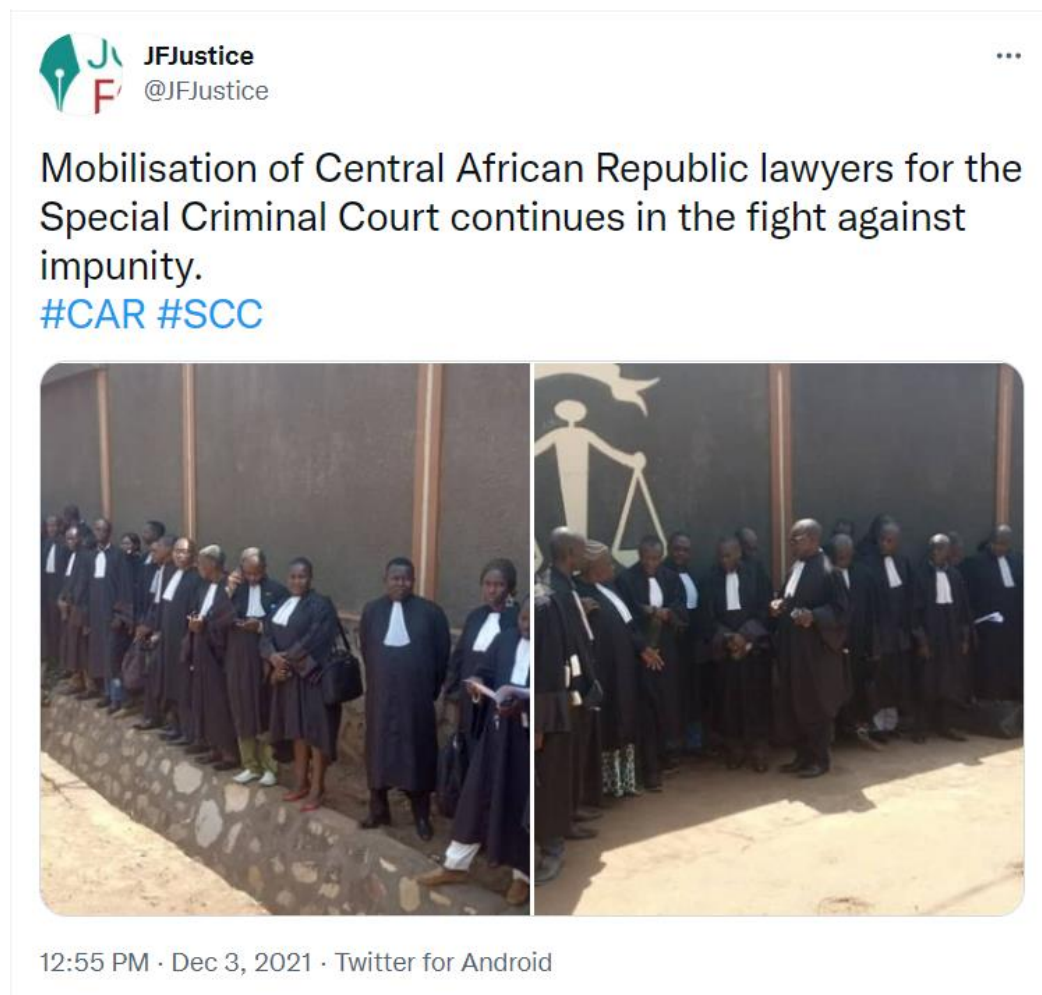 JFJustice
@JFJustice
Mobilisation of Central African Republic lawyers for the
Special Criminal Court continues in the fight against
impunity.
#CAR #SCC
12:55 PM · Dec 3, 2021 · Twitter for Android